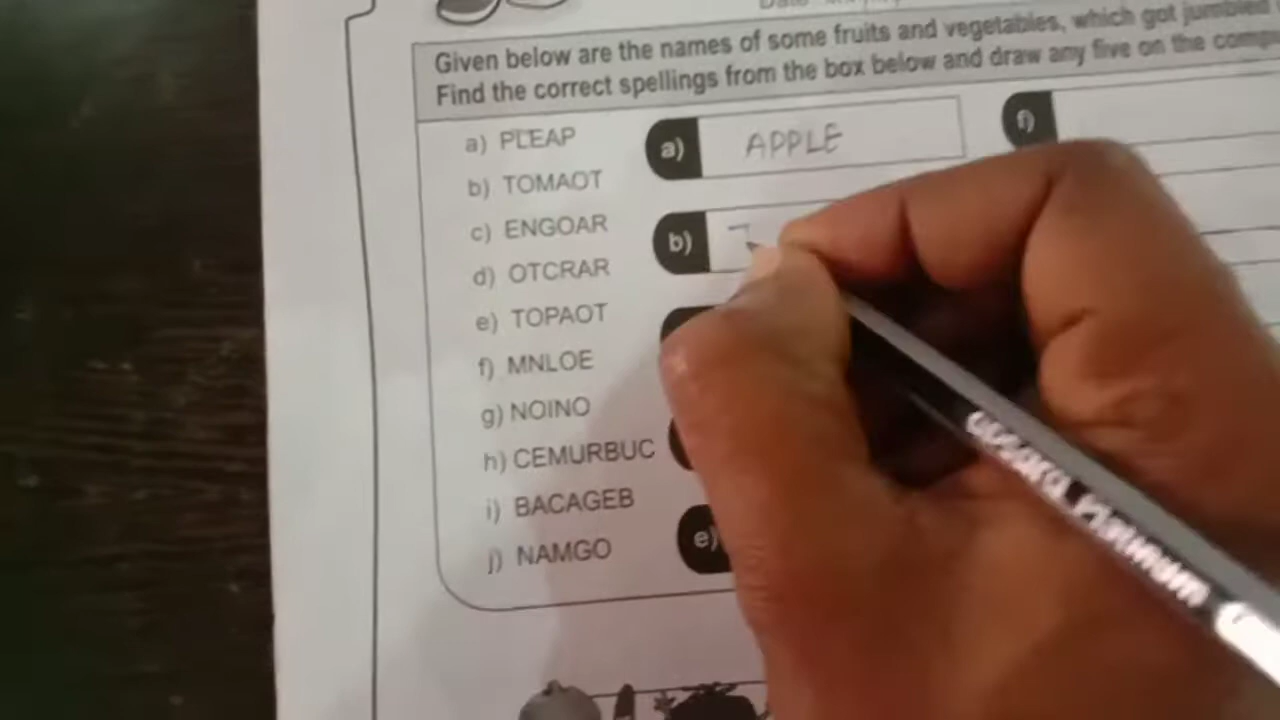 Given below are the names of some fruits and vegetables, which got jumbled
Find the correct spellings from the box below and draw any five on the
a) PLEAP
b) TOMAOT
c) ENGOAR
d) OTCRAR
e) TOPAOT
f) MNLOE
g) NOINO
h) CEMURBUC
i) BACAGEB
j) NAMGO
a) APPLE
b) T
e)
f)
apsara PLATINUM